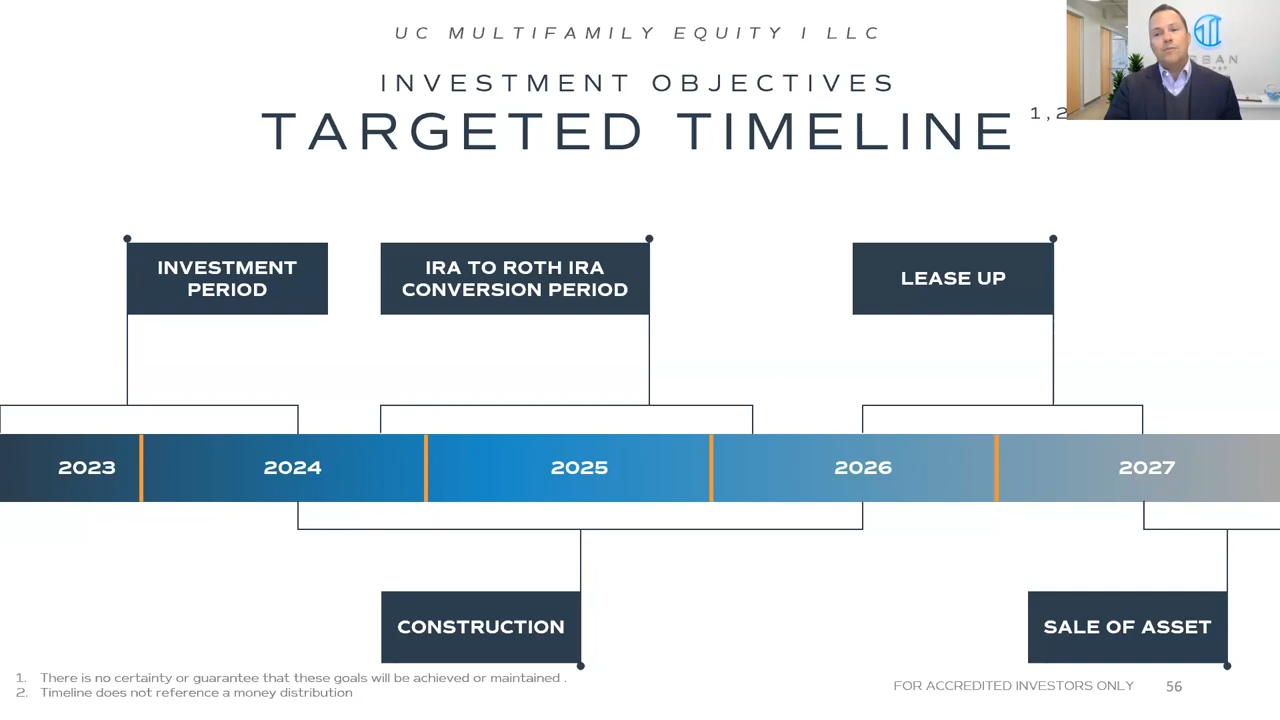 UC MULTIFAMILY EQUITY I LLC
INVESTMENT OBJECTIVES
TARGETED TIMELINE 1,2
INVESTMENT
PERIOD
IRA TO ROTH IRA
CONVERSION PERIOD
LEASE UP
2023
2024
2025
2026
2027
CONSTRUCTION
SALE OF ASSET
1. There is no certainty or guarantee that these goals will be achieved or maintained .
2. Timeline does not reference a money distribution
FOR ACCREDITED INVESTORS ONLY 56